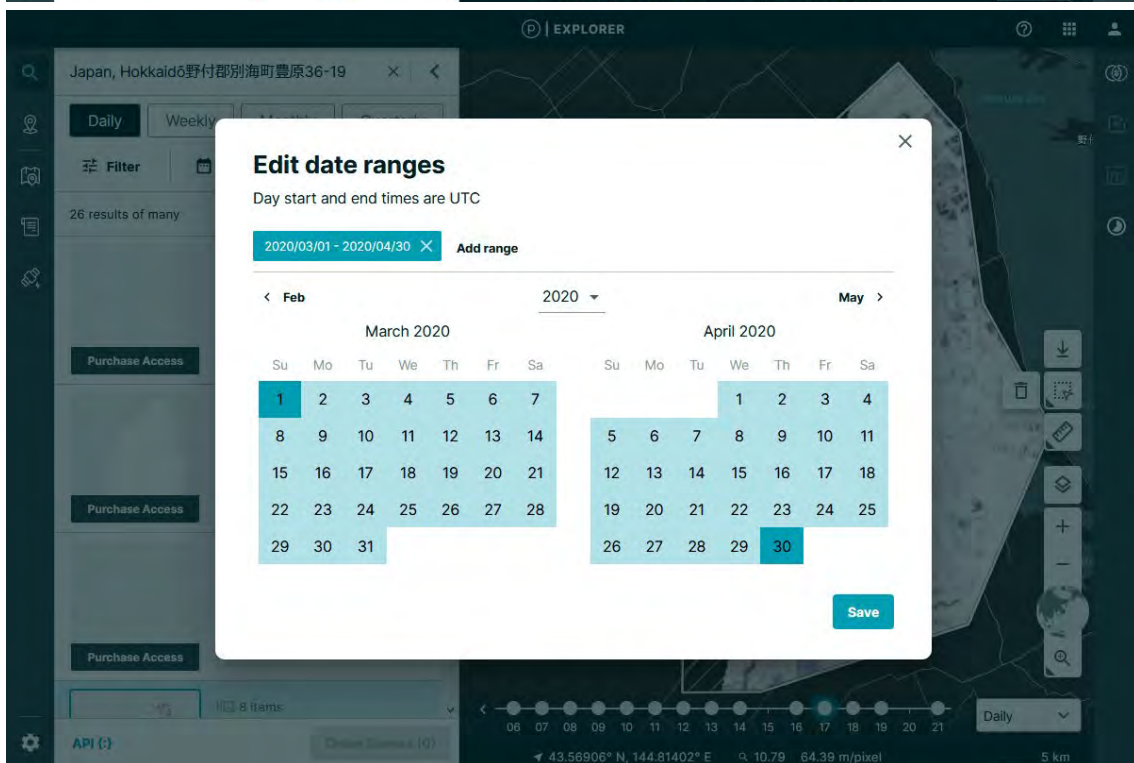 EXPLORER
Japan, Hokkaidō野付郡別海町豊原36-19
Daily Weekly
Filter
26 results of many
Purchase Access
Purchase Access
Purchase Access
8 items
API
Edit date ranges
Day start and end times are UTC
2020/03/01 - 2020/04/30 Add range
Feb 2020 May
March 2020
Su Mo Tu We Th Fr Sa
1 2 3 4 5 6 7
8 9 10 11 12 13 14
15 16 17 18 19 20 21
22 23 24 25 26 27 28
29 30 31
April 2020
Su Mo Tu We Th Fr Sa
1 2 3 4
5 6 7 8 9 10 11
12 13 14 15 16 17 18
19 20 21 22 23 24 25
26 27 28 29 30
Save
06 07 08 09 10 11 12 13 14 15 16 17 18 19 20 21
Daily
43.56906° N, 144.81402° E 10.79 64.39 m/pixel 5 km